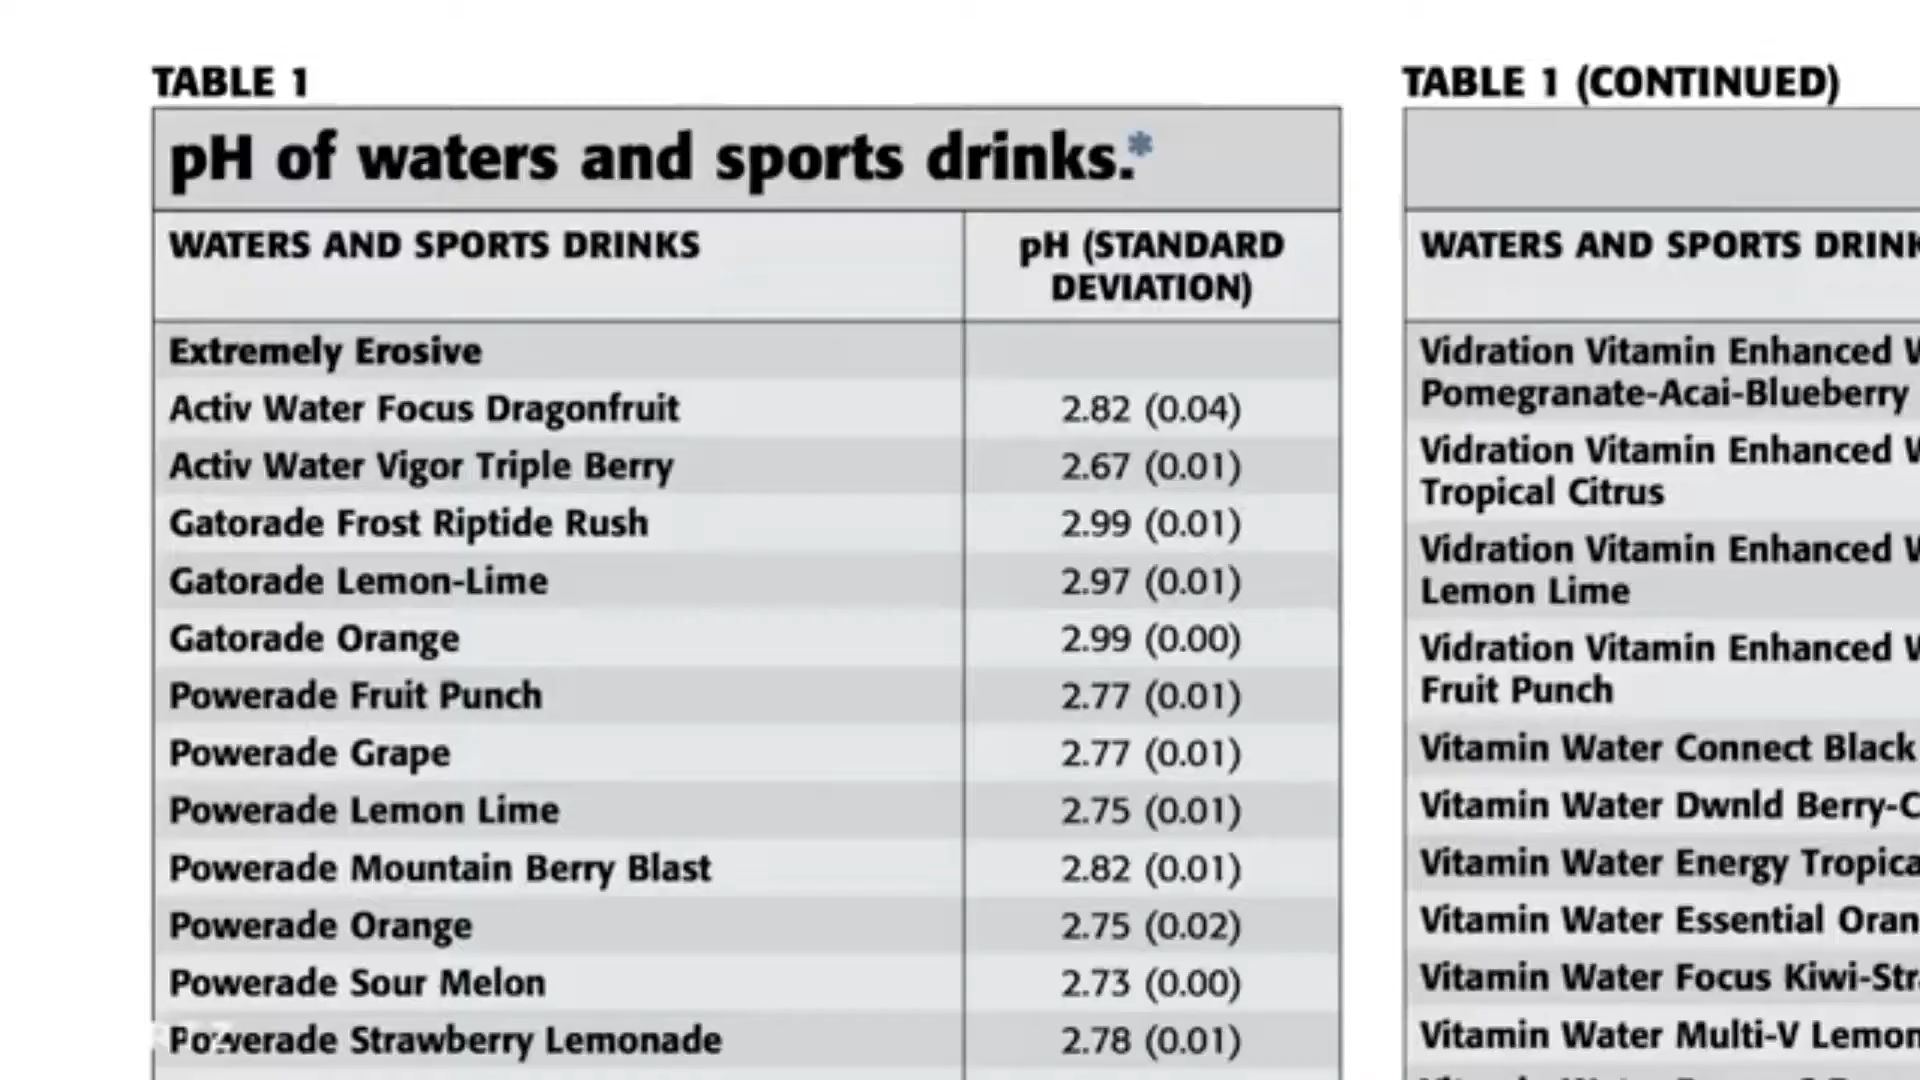 TABLE 1
pH of waters and sports drinks.*
WATERS AND SPORTS DRINKS
pH (STANDARD
DEVIATION)
Extremely Erosive
Activ Water Focus Dragonfruit 2.82 (0.04)
Activ Water Vigor Triple Berry 2.67 (0.01)
Gatorade Frost Riptide Rush 2.99 (0.01)
Gatorade Lemon-Lime 2.97 (0.01)
Gatorade Orange 2.99 (0.00)
Powerade Fruit Punch 2.77 (0.01)
Powerade Grape 2.77 (0.01)
Powerade Lemon Lime 2.75 (0.01)
Powerade Mountain Berry Blast 2.82 (0.01)
Powerade Orange 2.75 (0.02)
Powerade Sour Melon 2.73 (0.00)
Powerade Strawberry Lemonade 2.78 (0.01)
TABLE 1 (CONTINUED)
WATERS AND SPORTS
Vidration Vitamin Enhanced
Pomegranate-Acai-Blueberry
Vidration Vitamin Enhanced
Tropical Citrus
Vidration Vitamin Enhanced
Lemon Lime
Vidration Vitamin Enhanced
Fruit Punch
Vitamin Water Connect Black
Vitamin Water Dwnld Berry-C
Vitamin Water Energy Tropica
Vitamin Water Essential Oran
Vitamin Water Focus Kiwi-Str
Vitamin Water Multi-V Lemon